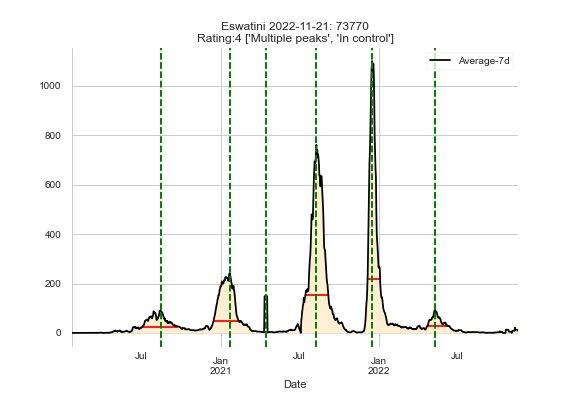 Eswatini 2022-11-21: 73770
Rating:4 ['Multiple peaks', 'In control']
Average-7d
1000
800
600
400
200
0
Jul
Jan
2021
Jul
Jan
2022
Jul
Date